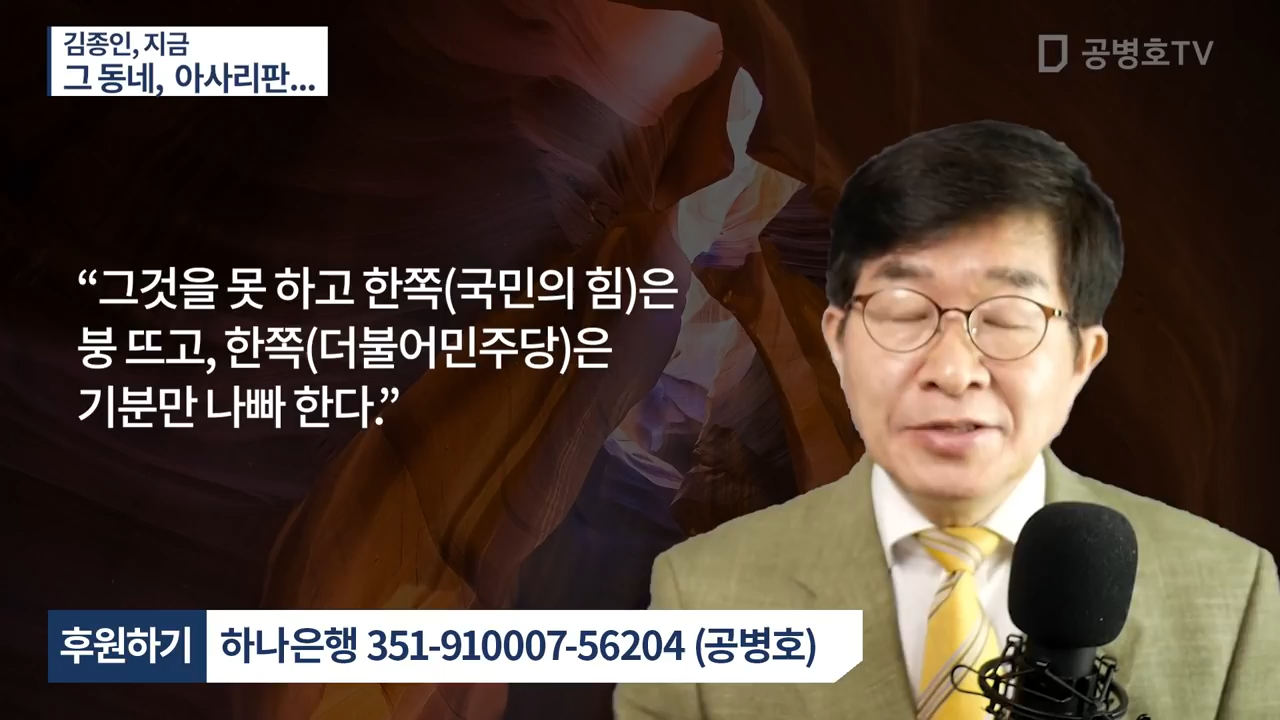 김종인, 지금
그 동네, 아사리판...
공병호TV
“그것을 못 하고 한쪽(국민의 힘)은
붕 뜨고, 한쪽(더불어민주당)은
기분만 나빠 한다.”
후원하기 하나은행 351-910007-56204 (공병호)